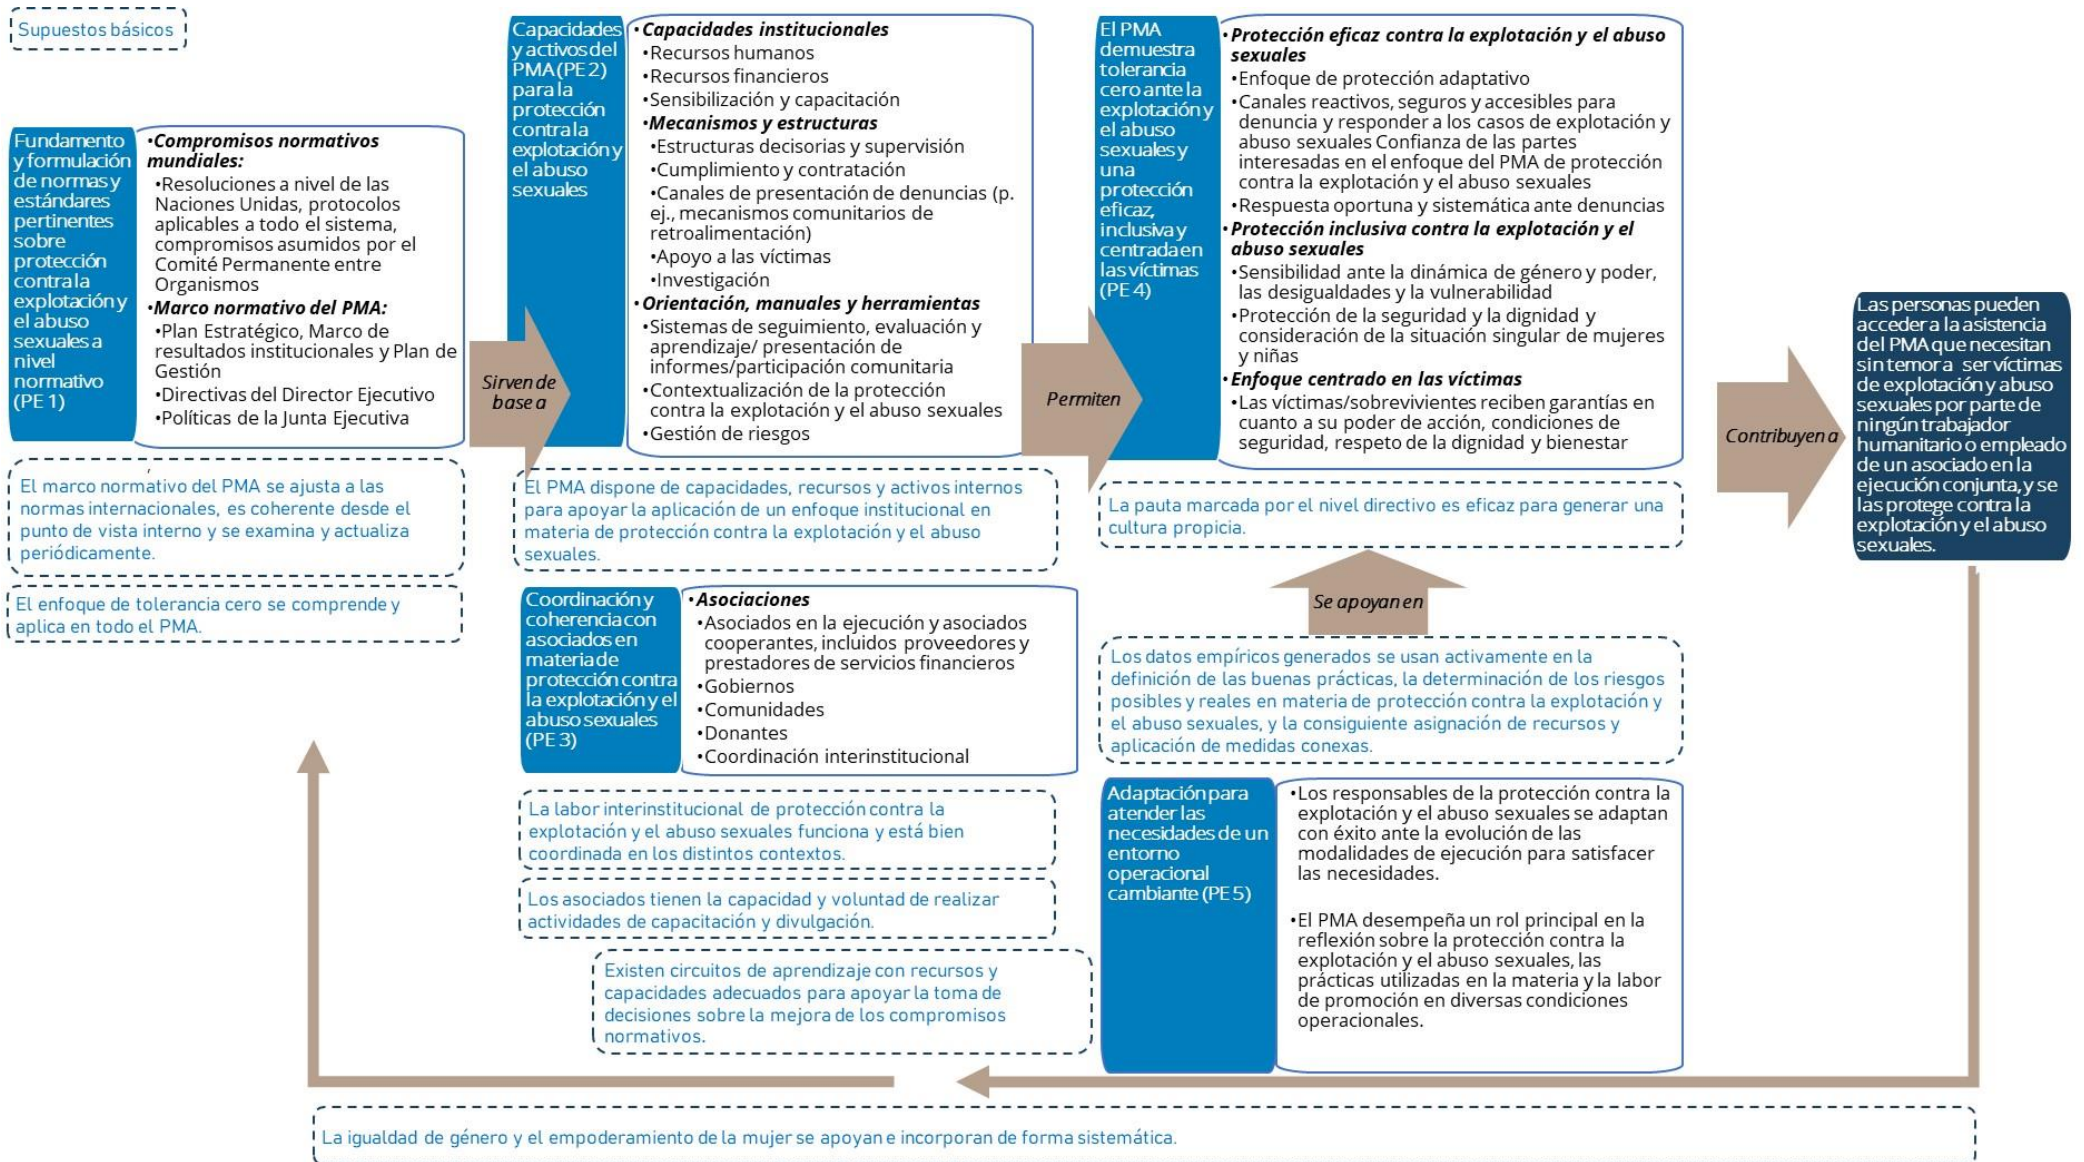 Supuestos básicos
Fundamento
y formulación
de normas y
estándares
pertinentes
sobre
protección
contra la
explotación y
el abuso
sexuales a
nivel
normativo
(PE 1)
•Compromisos normativos
mundiales:
•Resoluciones a nivel de las
Naciones Unidas, protocolos
aplicables a todo el sistema,
compromisos asumidos por el
Comité Permanente entre
Organismos
•Marco normativo del PMA:
•Plan Estratégico, Marco de
resultados institucionales y Plan de
Gestión
•Directivas del Director Ejecutivo
•Políticas de la Junta Ejecutiva
El marco normativo del PMA se ajusta a las
normas internacionales, es coherente desde el
punto de vista interno y se examina y actualiza
periódicamente.
El enfoque de tolerancia cero se comprende y
aplica en todo el PMA.
Sirven de
base a
Capacidades
y activos del
PMA (PE 2)
para la
protección
contra la
explotación y
el abuso
sexuales
•Capacidades institucionales
•Recursos humanos
•Recursos financieros
•Sensibilización y capacitación
•Mecanismos y estructuras
•Estructuras decisorias y supervisión
•Cumplimiento y contratación
•Canales de presentación de denuncias (p.
ej., mecanismos comunitarios de
retroalimentación)
•Apoyo a las víctimas
•Investigación
•Orientación, manuales y herramientas
•Sistemas de seguimiento, evaluación y
aprendizaje/ presentación de
informes/participación comunitaria
•Contextualización de la protección
contra la explotación y el abuso sexuales
•Gestión de riesgos
El PMA dispone de capacidades, recursos y activos internos
para apoyar la aplicación de un enfoque institucional en
materia de protección contra la explotación y el abuso
sexuales.
Coordinación y
coherencia con
asociados en
materia de
protección contra
la explotación y el
abuso sexuales
(PE 3)
•Asociaciones
•Asociados en la ejecución y asociados
cooperantes, incluidos proveedores y
prestadores de servicios financieros
•Gobiernos
•Comunidades
•Donantes
•Coordinación interinstitucional
La labor interinstitucional de protección contra la
explotación y el abuso sexuales funciona y está bien
coordinada en los distintos contextos.
Los asociados tienen la capacidad y voluntad de realizar
actividades de capacitación y divulgación.
Existen circuitos de aprendizaje con recursos y
capacidades adecuados para apoyar la toma de
decisiones sobre la mejora de los compromisos
normativos.
Permiten
El PMA
demuestra
tolerancia
cero ante la
explotación y
el abuso
sexuales y
una
protección
eficaz,
inclusiva y
centrada en
las víctimas
(PE 4)
•Protección eficaz contra la explotación y el abuso
sexuales
•Enfoque de protección adaptativo
•Canales reactivos, seguros y accesibles para
denuncia y responder a los casos de explotación y
abuso sexuales Confianza de las partes
interesadas en el enfoque del PMA de protección
contra la explotación y el abuso sexuales
•Respuesta oportuna y sistemática ante denuncias
•Protección inclusiva contra la explotación y el
abuso sexuales
•Sensibilidad ante la dinámica de género y poder,
las desigualdades y la vulnerabilidad
•Protección de la seguridad y la dignidad y
consideración de la situación singular de mujeres
y niñas
•Enfoque centrado en las víctimas
•Las víctimas/sobrevivientes reciben garantías en
cuanto a su poder de acción, condiciones de
seguridad, respeto de la dignidad y bienestar
La pauta marcada por el nivel directivo es eficaz para generar una
cultura propicia.
Se apoyan en
Los datos empíricos generados se usan activamente en la
definición de las buenas prácticas, la determinación de los riesgos
posibles y reales en materia de protección contra la explotación y
el abuso sexuales, y la consiguiente asignación de recursos y
aplicación de medidas conexas.
Adaptación para
atender las
necesidades de un
entorno
operacional
cambiante (PE 5)
•Los responsables de la protección contra la
explotación y el abuso sexuales se adaptan
con éxito ante la evolución de las
modalidades de ejecución para satisfacer
las necesidades.
•El PMA desempeña un rol principal en la
reflexión sobre la protección contra la
explotación y el abuso sexuales, las
prácticas utilizadas en la materia y la labor
de promoción en diversas condiciones
operacionales.
Contribuyen a
Las personas pueden
acceder a la asistencia
del PMA que necesitan
sin temor a ser víctimas
de explotación y abuso
sexuales por parte de
ningún trabajador
humanitario o empleado
de un asociado en la
ejecución conjunta, y se
las protege contra la
explotación y el abuso
sexuales.
La igualdad de género y el empoderamiento de la mujer se apoyan e incorporan de forma sistemática.